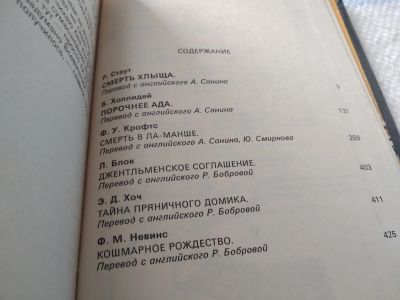 СОДЕРЖАНИЕ
Р. Стаут
СМЕРТЬ ХЛЫЩА.
Перевод с английского А. Санина 3
Б. Холлидей
ПОРОЧНЕЕ АДА.
Перевод с английского А. Санина 131
Ф. У. Крофтс
СМЕРТЬ В ЛА-МАНШЕ.
Перевод с английского А. Санина, Ю. Смирнова 259
Л. Блок
ДЖЕНТЛЬМЕНСКОЕ СОГЛАШЕНИЕ.
Перевод с английского Р. Бобровой 403
Э. Д. Хоч
ТАЙНА ПРЯНИЧНОГО ДОМИКА.
Перевод с английского Р. Бобровой 411
Ф. М. Невинс
КОШМАРНОЕ РОЖДЕСТВО.
Перевод с английского Р. Бобровой 425